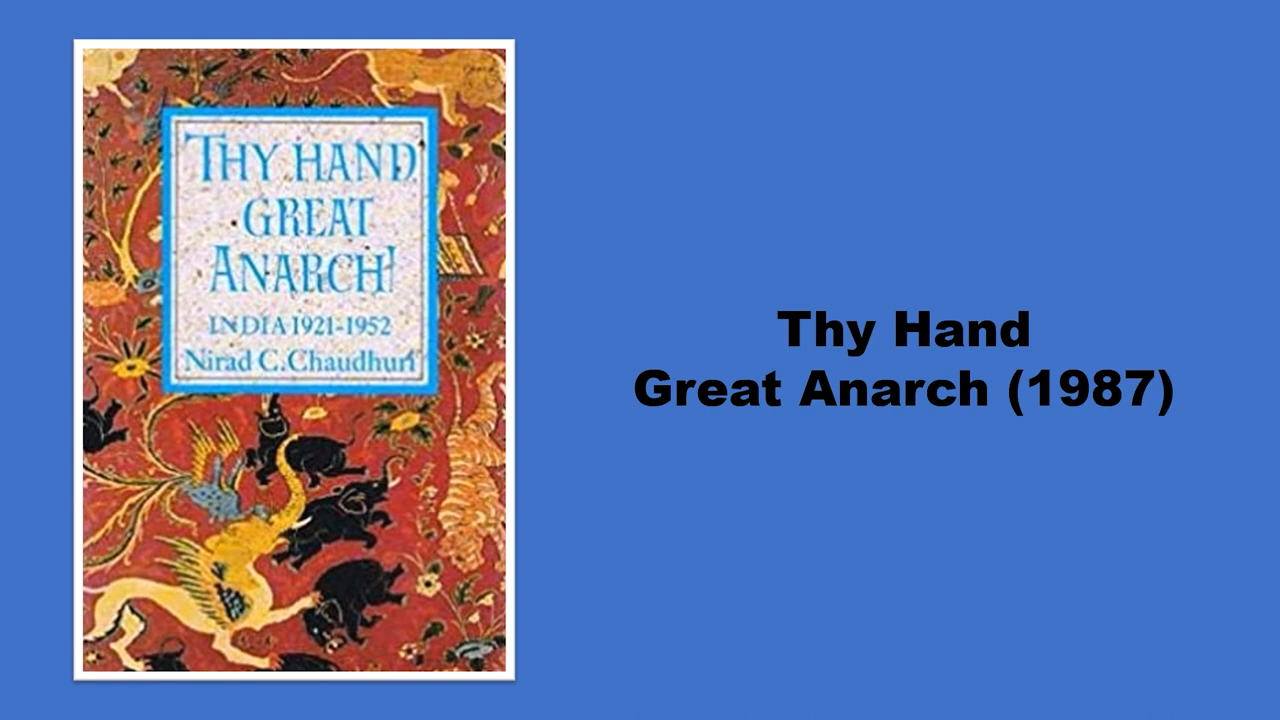 THY HAND,
GREAT
ANARCH!
INDIA 1921-1952
Nirad C. Chaudhuri
Thy Hand
Great Anarch (1987)